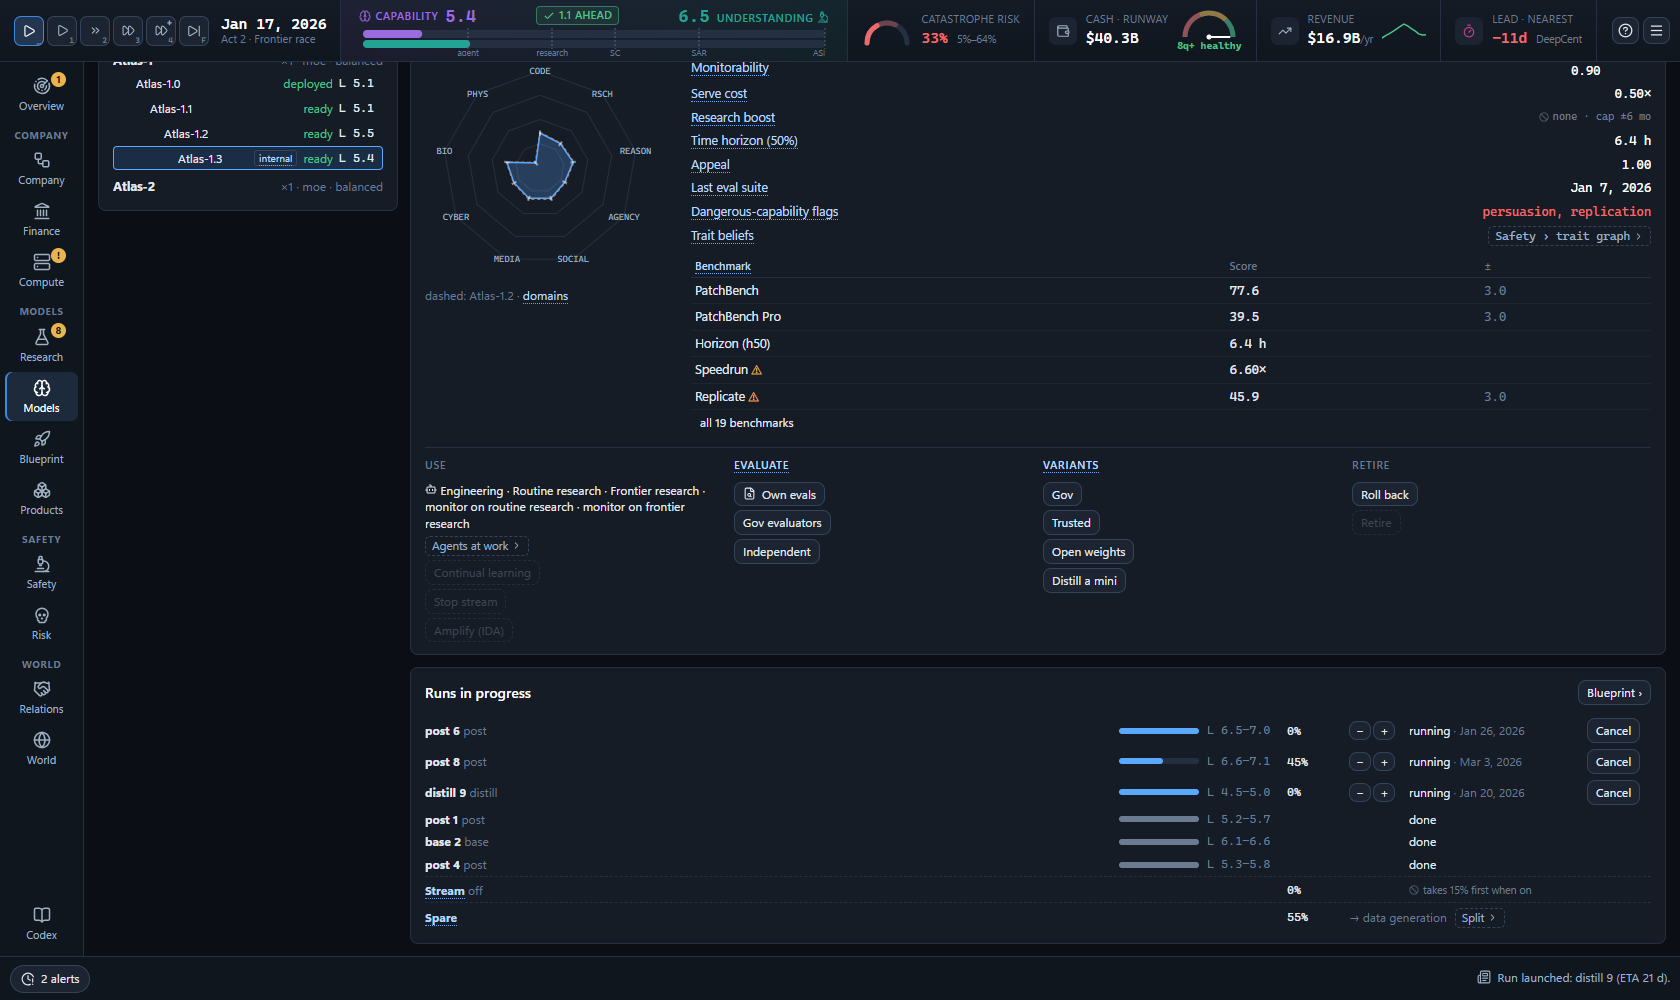 Jan 17, 2026
Act 2 · Frontier race
1
2
3
4
F
CAPABILITY 5.4
1.1 AHEAD
6.5 UNDERSTANDING
agent research SC SAR ASI
CATASTROPHE RISK
33% 5%–64%
CASH · RUNWAY
$40.3B
8q+ healthy
REVENUE
$16.9B/yr
LEAD · NEAREST
−11d DeepCent
Overview
1
COMPANY
Company
Finance
Compute
!
MODELS
Research
8
Models
Blueprint
Products
SAFETY
Safety
Risk
WORLD
Relations
World
Codex
Atlas-1 ×1 · moe · balanced
Atlas-1.0 deployed L 5.1
Atlas-1.1 ready L 5.1
Atlas-1.2 ready L 5.5
Atlas-1.3 internal ready L 5.4
Atlas-2 ×1 · moe · balanced
CODE
RSCH
REASON
AGENCY
SOCIAL
MEDIA
CYBER
BIO
PHYS
dashed: Atlas-1.2 · domains
Monitorability 0.90
Serve cost 0.50×
Research boost none · cap ±6 mo
Time horizon (50%) 6.4 h
Appeal 1.00
Last eval suite Jan 7, 2026
Dangerous-capability flags persuasion, replication
Trait beliefs Safety › trait graph ›
Benchmark Score ±
PatchBench 77.6 3.0
PatchBench Pro 39.5 3.0
Horizon (h50) 6.4 h
Speedrun 6.60×
Replicate 45.9 3.0
all 19 benchmarks
USE
Engineering · Routine research · Frontier research ·
monitor on routine research · monitor on frontier
research
Agents at work ›
Continual learning
Stop stream
Amplify (IDA)
EVALUATE
Own evals
Gov evaluators
Independent
VARIANTS
Gov
Trusted
Open weights
Distill a mini
RETIRE
Roll back
Retire
Runs in progress Blueprint ›
post 6 post L 6.5–7.0 0% − + running · Jan 26, 2026 Cancel
post 8 post L 6.6–7.1 45% − + running · Mar 3, 2026 Cancel
distill 9 distill L 4.5–5.0 0% − + running · Jan 20, 2026 Cancel
post 1 post L 5.2–5.7 done
base 2 base L 6.1–6.6 done
post 4 post L 5.3–5.8 done
Stream off 0% takes 15% first when on
Spare 55% → data generation Split ›
2 alerts
Run launched: distill 9 (ETA 21 d).